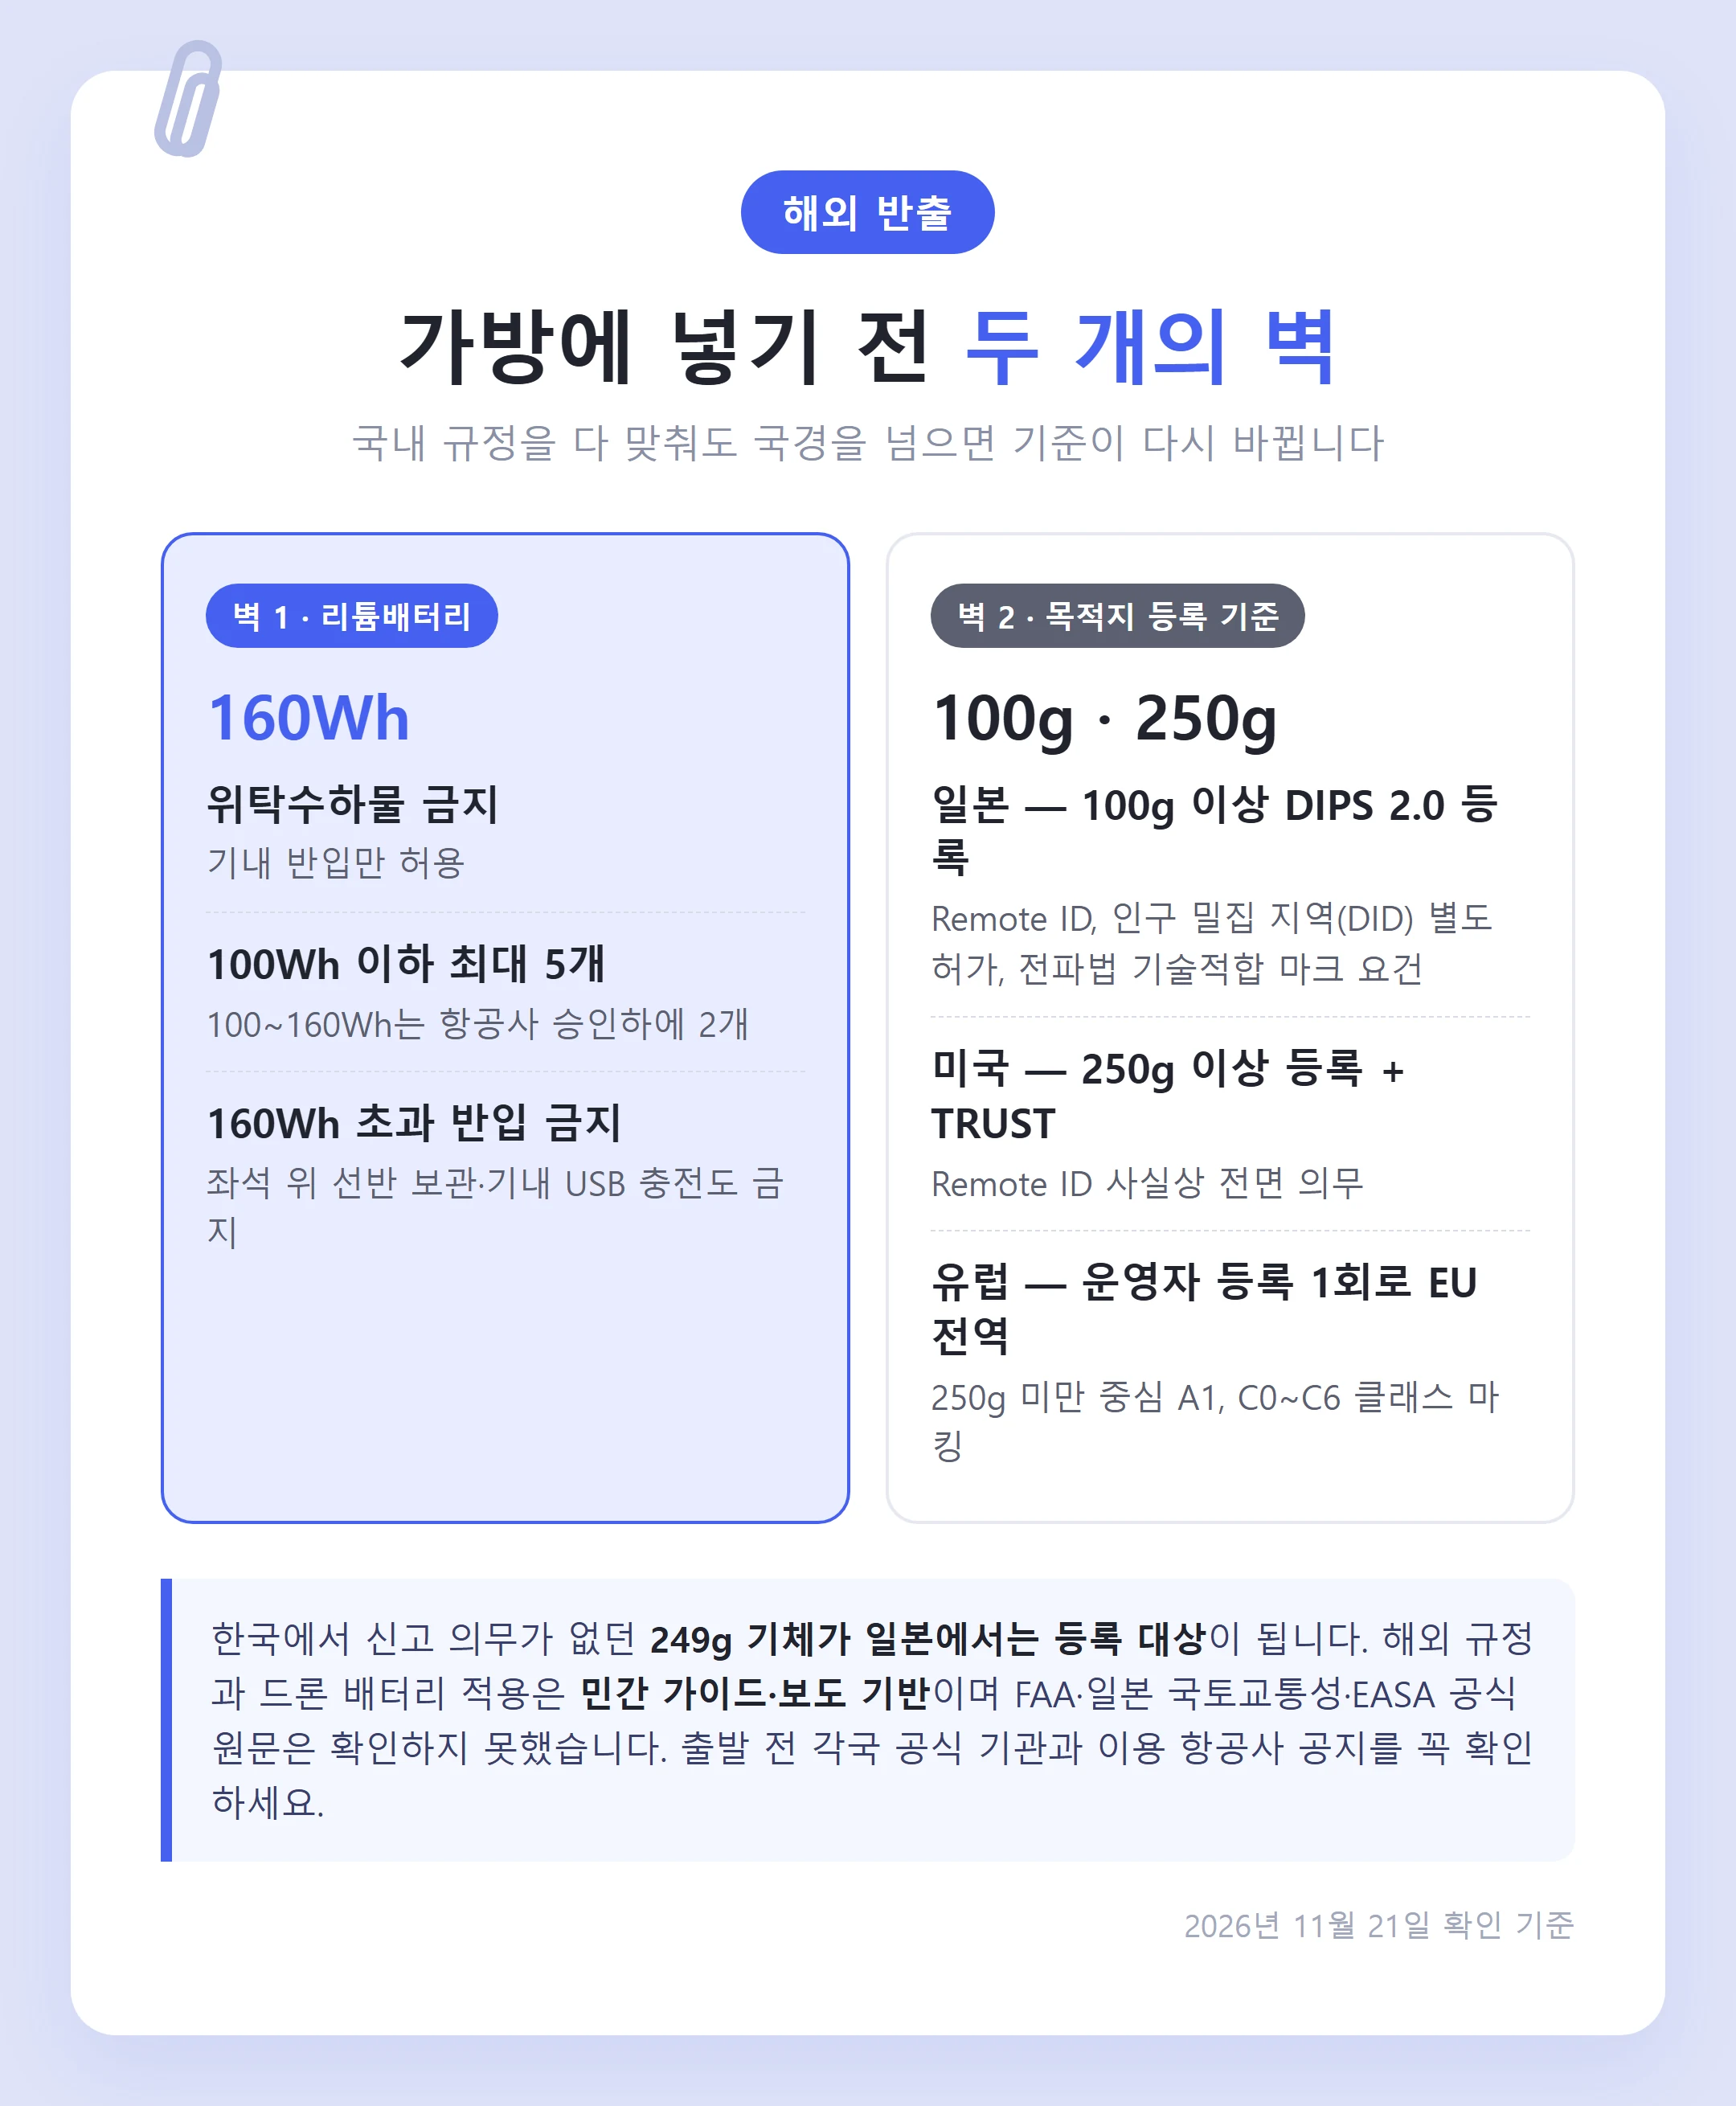 해외 반출
가방에 넣기 전 두 개의 벽
국내 규정을 다 맞춰도 국경을 넘으면 기준이 다시 바뀝니다
벽 1 · 리튬배터리
160Wh
위탁수하물 금지
기내 반입만 허용
100Wh 이하 최대 5개
100~160Wh는 항공사 승인하에 2개
160Wh 초과 반입 금지
좌석 위 선반 보관·기내 USB 충전도 금
지
벽 2 · 목적지 등록 기준
100g · 250g
일본 — 100g 이상 DIPS 2.0 등
록
Remote ID, 인구 밀집 지역(DID) 별도
허가, 전파법 기술적합 마크 요건
미국 — 250g 이상 등록 +
TRUST
Remote ID 사실상 전면 의무
유럽 — 운영자 등록 1회로 EU
전역
250g 미만 중심 A1, C0~C6 클래스 마
킹
한국에서 신고 의무가 없던 249g 기체가 일본에서는 등록 대상이 됩니다. 해외 규정
과 드론 배터리 적용은 민간 가이드·보도 기반이며 FAA·일본 국토교통성·EASA 공식
원문은 확인하지 못했습니다. 출발 전 각국 공식 기관과 이용 항공사 공지를 꼭 확인
하세요.
2026년 11월 21일 확인 기준